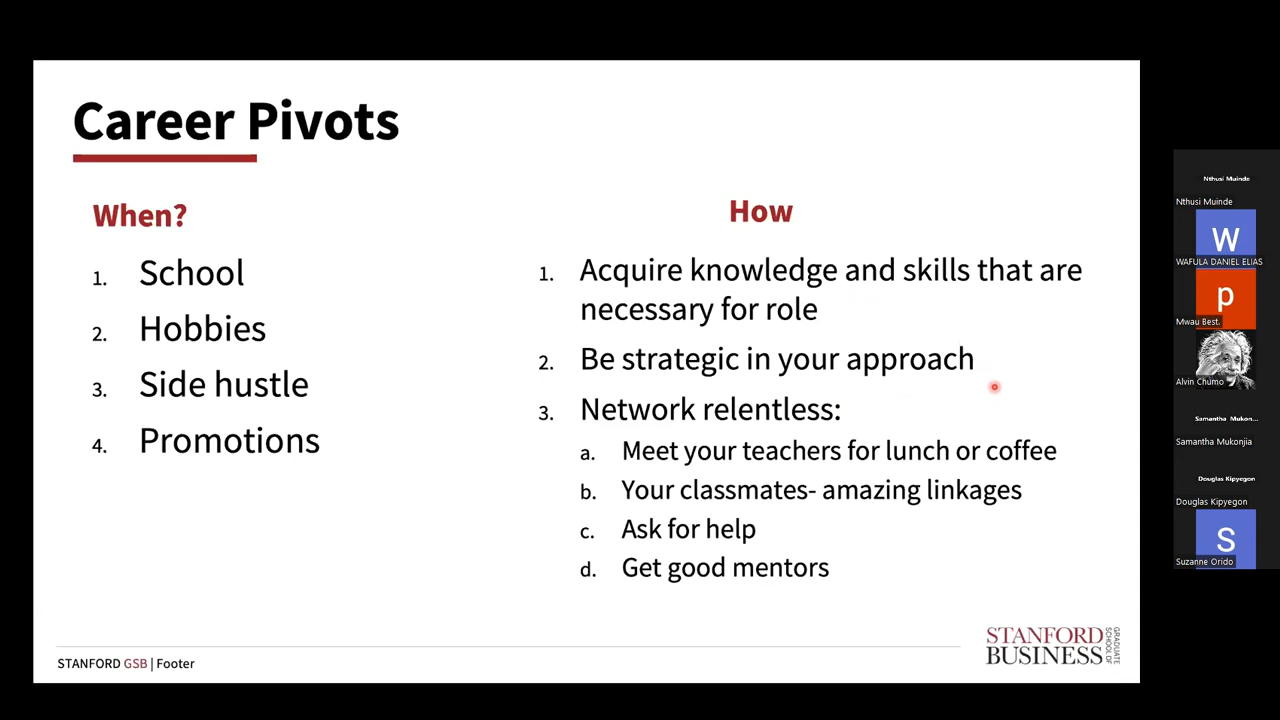 Career Pivots
When?
1. School
2. Hobbies
3. Side hustle
4. Promotions
How
1. Acquire knowledge and skills that are
necessary for role
2. Be strategic in your approach
3. Network relentless:
a. Meet your teachers for lunch or coffee
b. Your classmates- amazing linkages
c. Ask for help
d. Get good mentors
STANFORD GSB | Footer
STANFORD
BUSINESS
GRADUATE
SCHOOL OF
Nthusi Muinde
Nthusi Muinde
W
WAFULA DANIEL ELIAS
p
Mwau Best.
Alvin Chumo
Samantha Mukon...
Samantha Mukonjia
Douglas Kipyegon
Douglas Kipyegon
S
Suzanne Orido